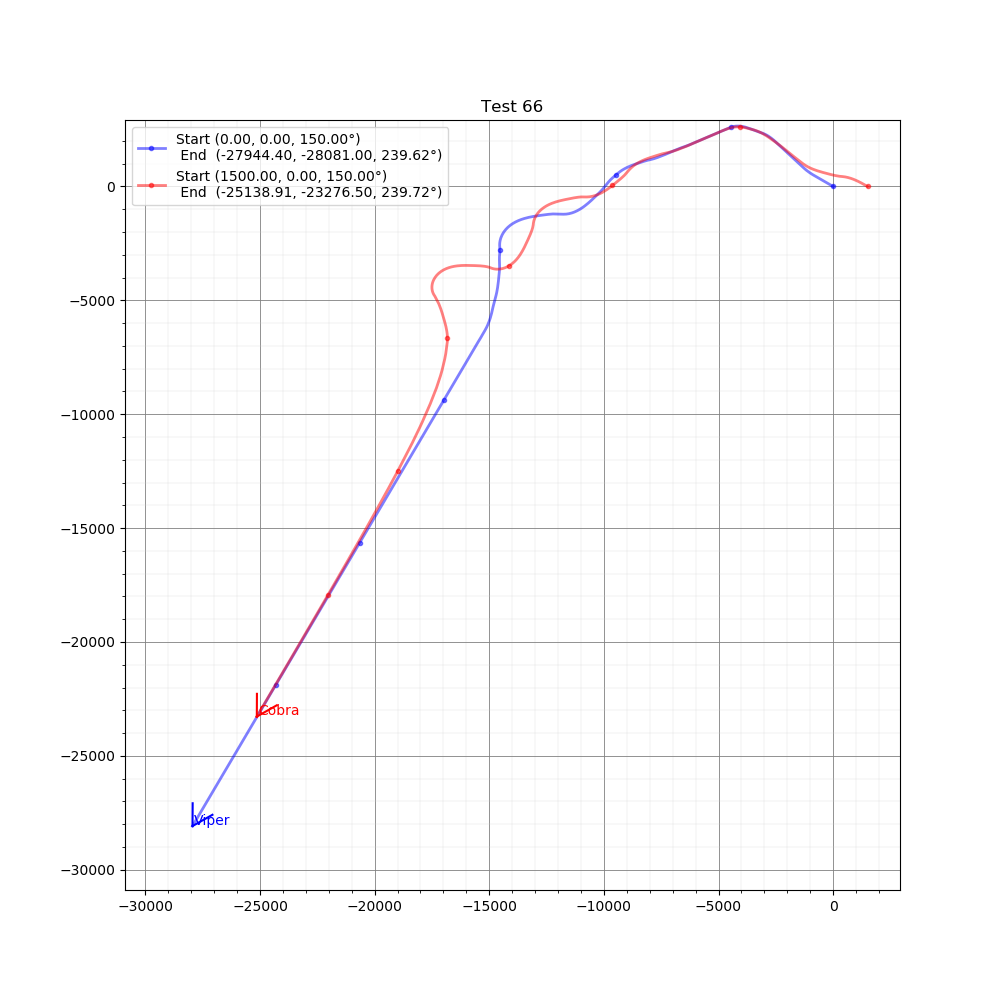 Test 66
Start (0.00, 0.00, 150.00°)
End (-27944.40, -28081.00, 239.62°)
Start (1500.00, 0.00, 150.00°)
End (-25138.91, -23276.50, 239.72°)
0
−5000
−10000
−15000
−20000
−25000
−30000
Cobra
Viper
−30000 −25000 −20000 −15000 −10000 −5000 0